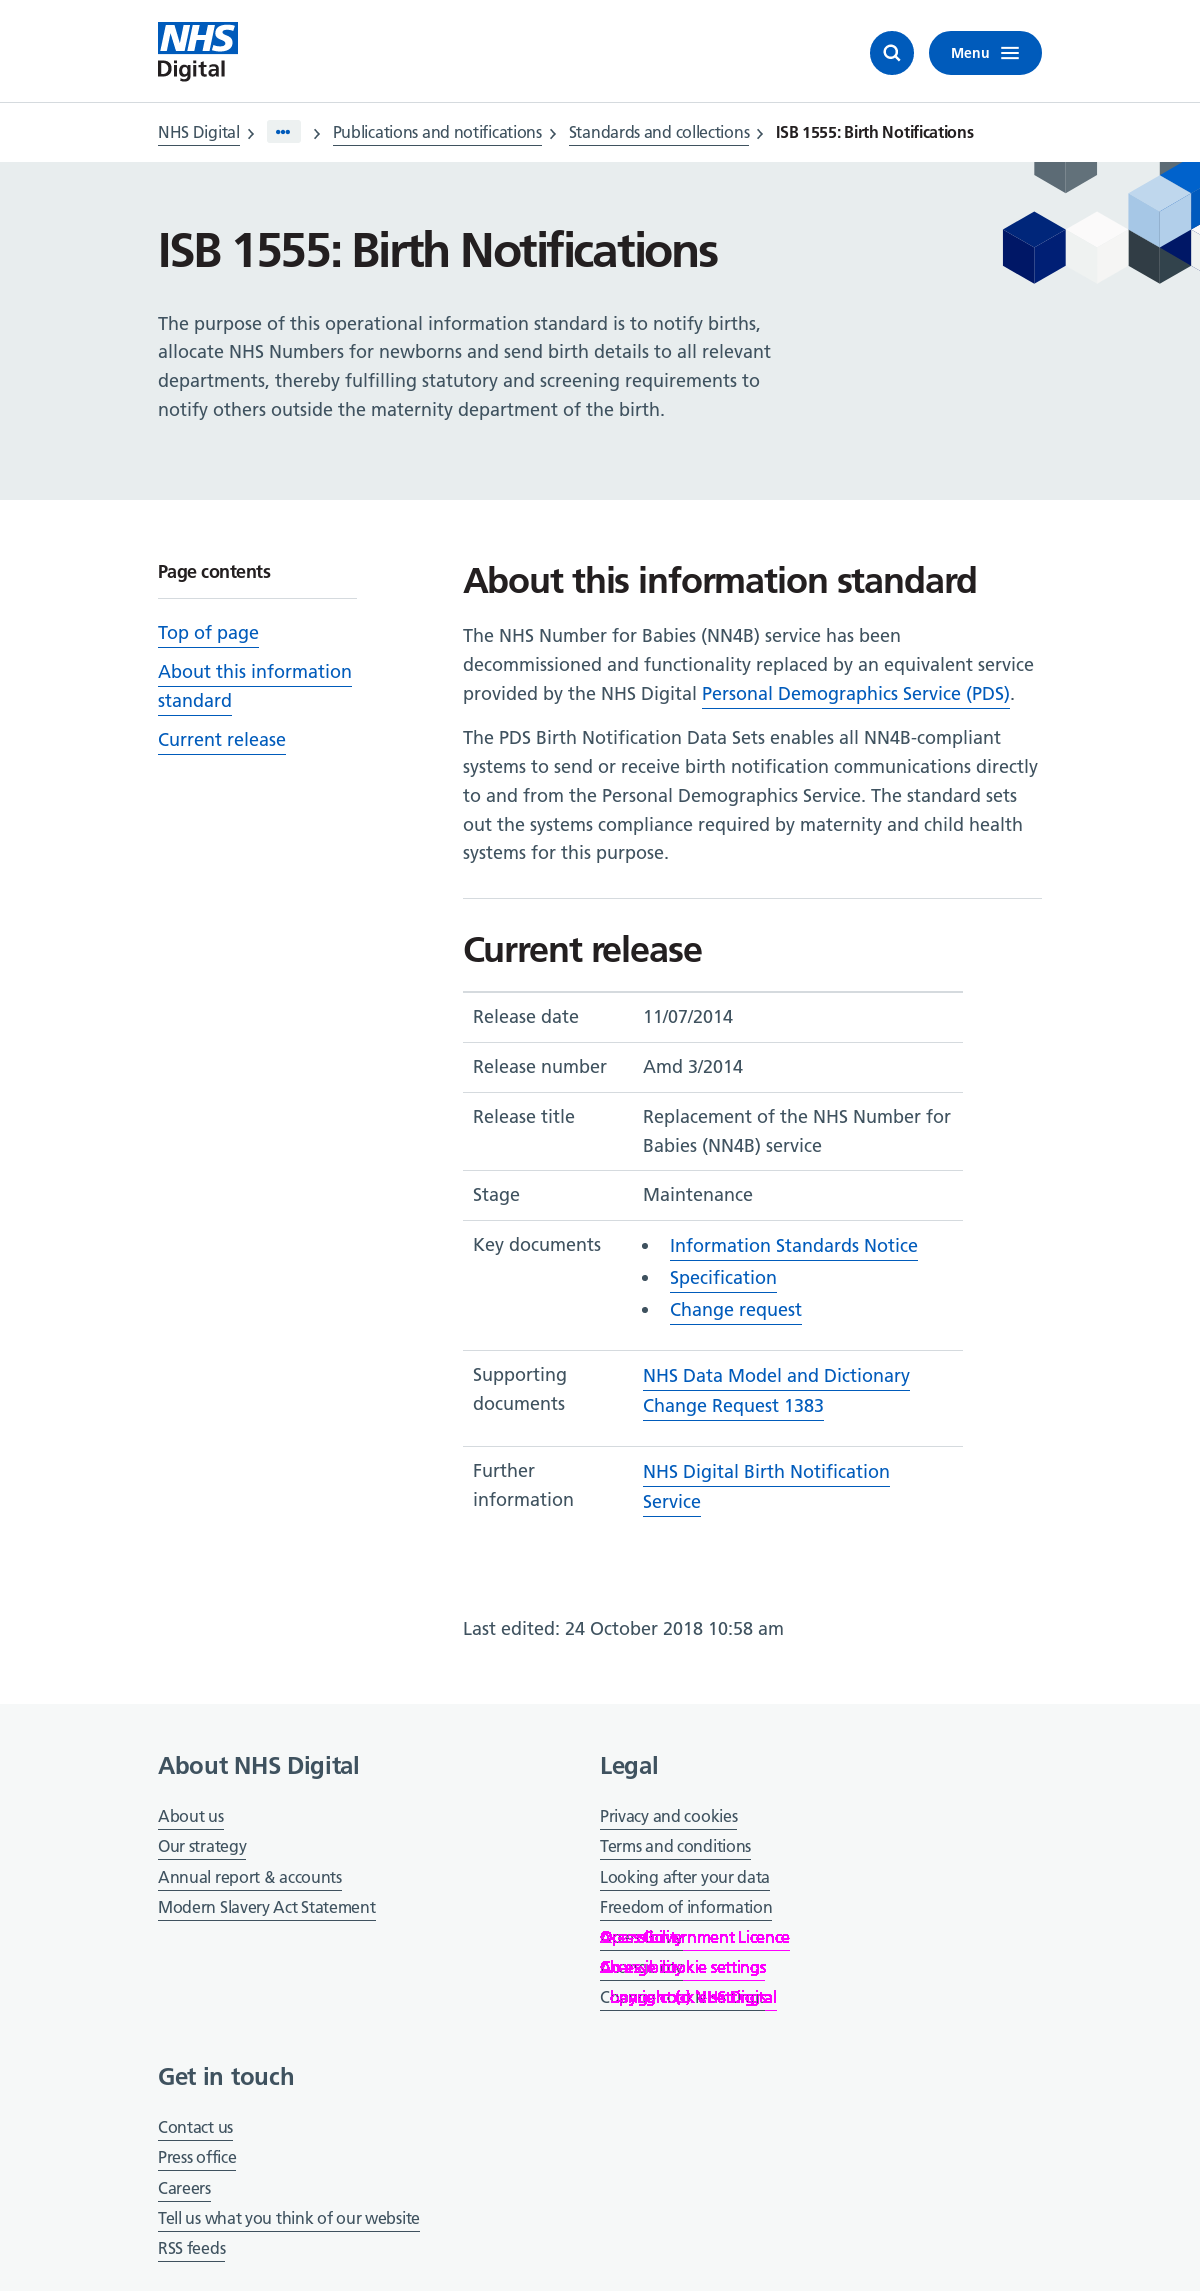 NHS
Digital
Menu
NHS Digital
Publications and notifications
Standards and collections
ISB 1555: Birth Notifications
ISB 1555: Birth Notifications
The purpose of this operational information standard is to notify births,
allocate NHS Numbers for newborns and send birth details to all relevant
departments, thereby fulfilling statutory and screening requirements to
notify others outside the maternity department of the birth.
Page contents
Top of page
About this information
standard
Current release
About this information standard
The NHS Number for Babies (NN4B) service has been
decommissioned and functionality replaced by an equivalent service
provided by the NHS Digital Personal Demographics Service (PDS).
The PDS Birth Notification Data Sets enables all NN4B-compliant
systems to send or receive birth notification communications directly
to and from the Personal Demographics Service. The standard sets
out the systems compliance required by maternity and child health
systems for this purpose.
Current release
Release date 11/07/2014
Release number Amd 3/2014
Release title Replacement of the NHS Number for
Babies (NN4B) service
Stage Maintenance
Key documents • Information Standards Notice
• Specification
• Change request
Supporting NHS Data Model and Dictionary
documents Change Request 1383
Further NHS Digital Birth Notification
information Service
Last edited: 24 October 2018 10:58 am
About NHS Digital
About us
Our strategy
Annual report & accounts
Modern Slavery Act Statement
Legal
Privacy and cookies
Terms and conditions
Looking after your data
Freedom of information
Licence
settings
Digital
Get in touch
Contact us
Press office
Careers
Tell us what you think of our website
RSS feeds